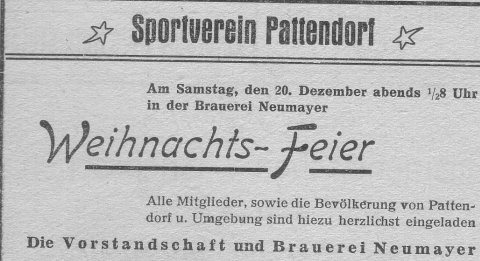 Sportverein Pattendorf
Am Samstag, den 20. Dezember abends ½8 Uhr
in der Brauerei Neumayer
Weihnachts-Feier
Alle Mitglieder, sowie die Bevölkerung von Patten-
dorf u. Umgebung sind hiezu herzlichst eingeladen
Die Vorstandschaft und Brauerei Neumayer